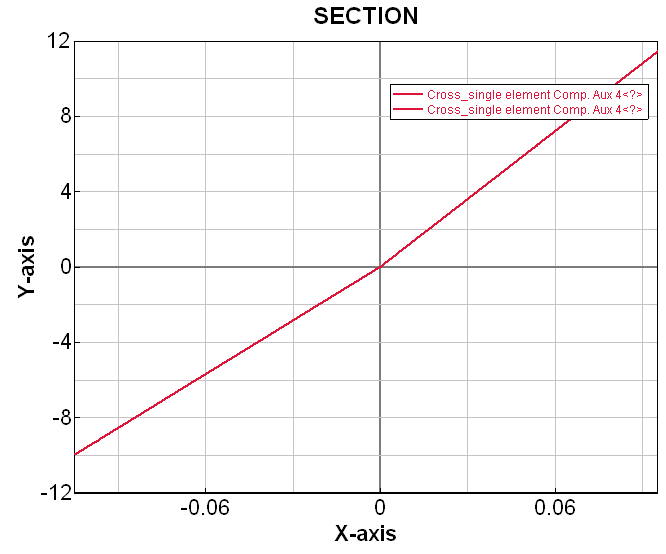 SECTION
12
Cross_single element Comp. Aux 4<?>
Cross_single element Comp. Aux 4<?>
8
4
0
-4
-8
-12
Y-axis
-0.06 0 0.06
X-axis